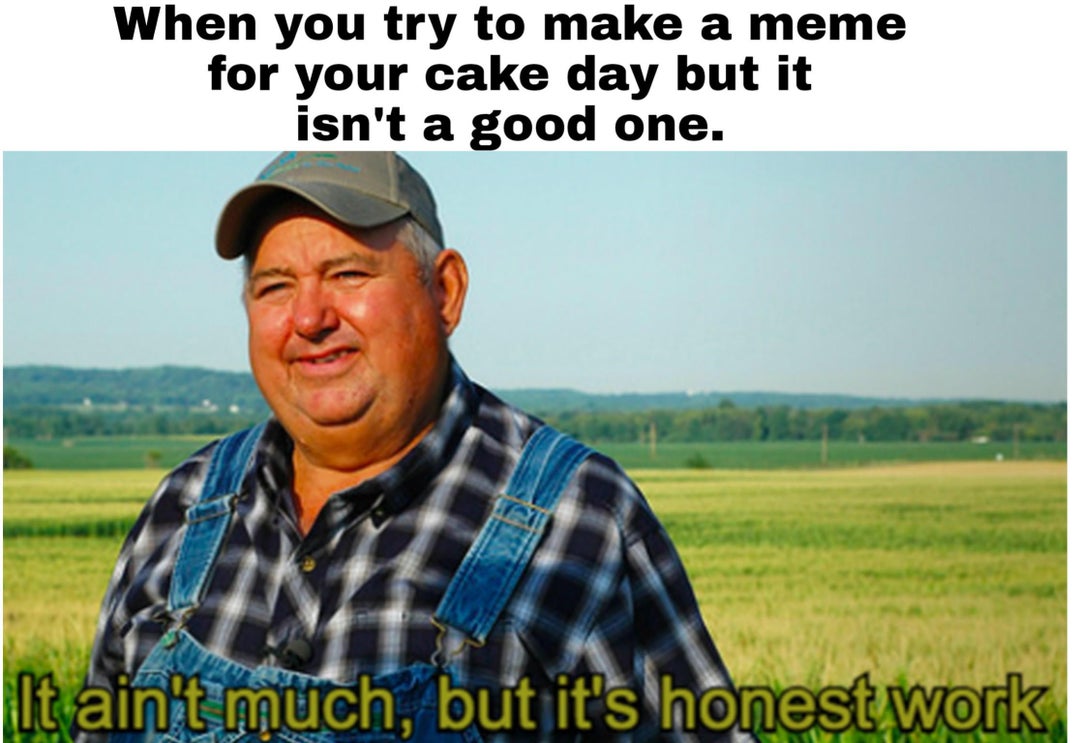 When you try to make a meme
for your cake day but it
isn't a good one.
It ain't much, but it's honest work